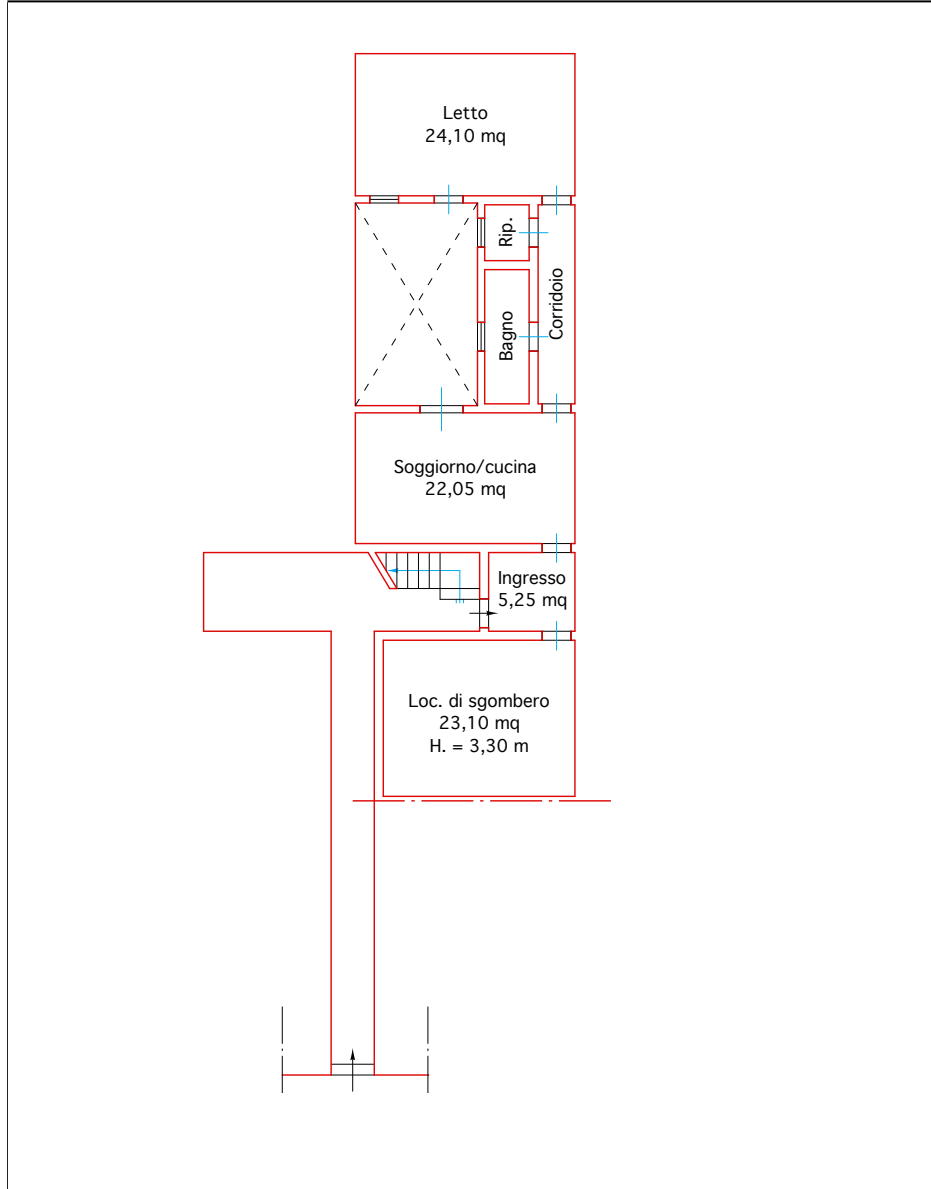 Letto
24,10 mq
Rip.
Bagno
Corridoio
Soggiorno/cucina
22,05 mq
Ingresso
5,25 mq
Loc. di sgombero
23,10 mq
H. = 3,30 m